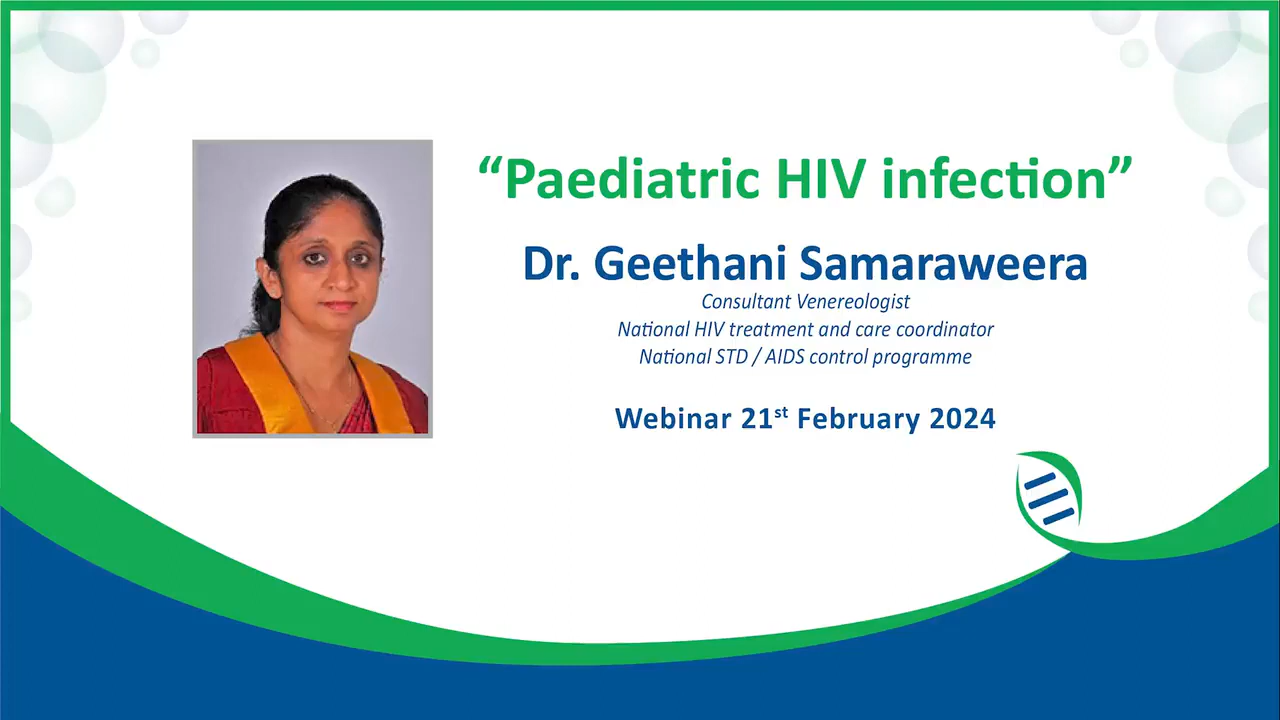 “Paediatric HIV infection”
Dr. Geethani Samaraweera
Consultant Venereologist
National HIV treatment and care coordinator
National STD / AIDS control programme
Webinar 21st February 2024